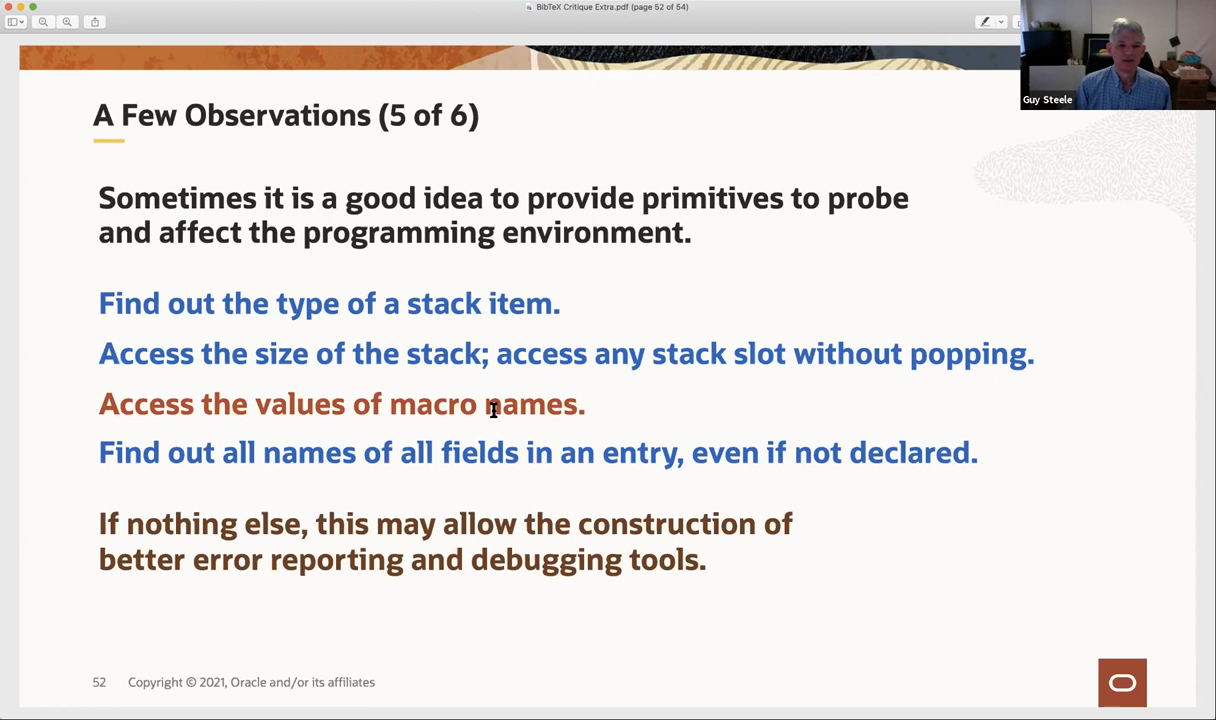 BibTeX Critique Extra.pdf (page 52 of 54)
Guy Steele
A Few Observations (5 of 6)
Sometimes it is a good idea to provide primitives to probe
and affect the programming environment.
Find out the type of a stack item.
Access the size of the stack; access any stack slot without popping.
Access the values of macro names.
Find out all names of all fields in an entry, even if not declared.
If nothing else, this may allow the construction of
better error reporting and debugging tools.
52 Copyright © 2021, Oracle and/or its affiliates